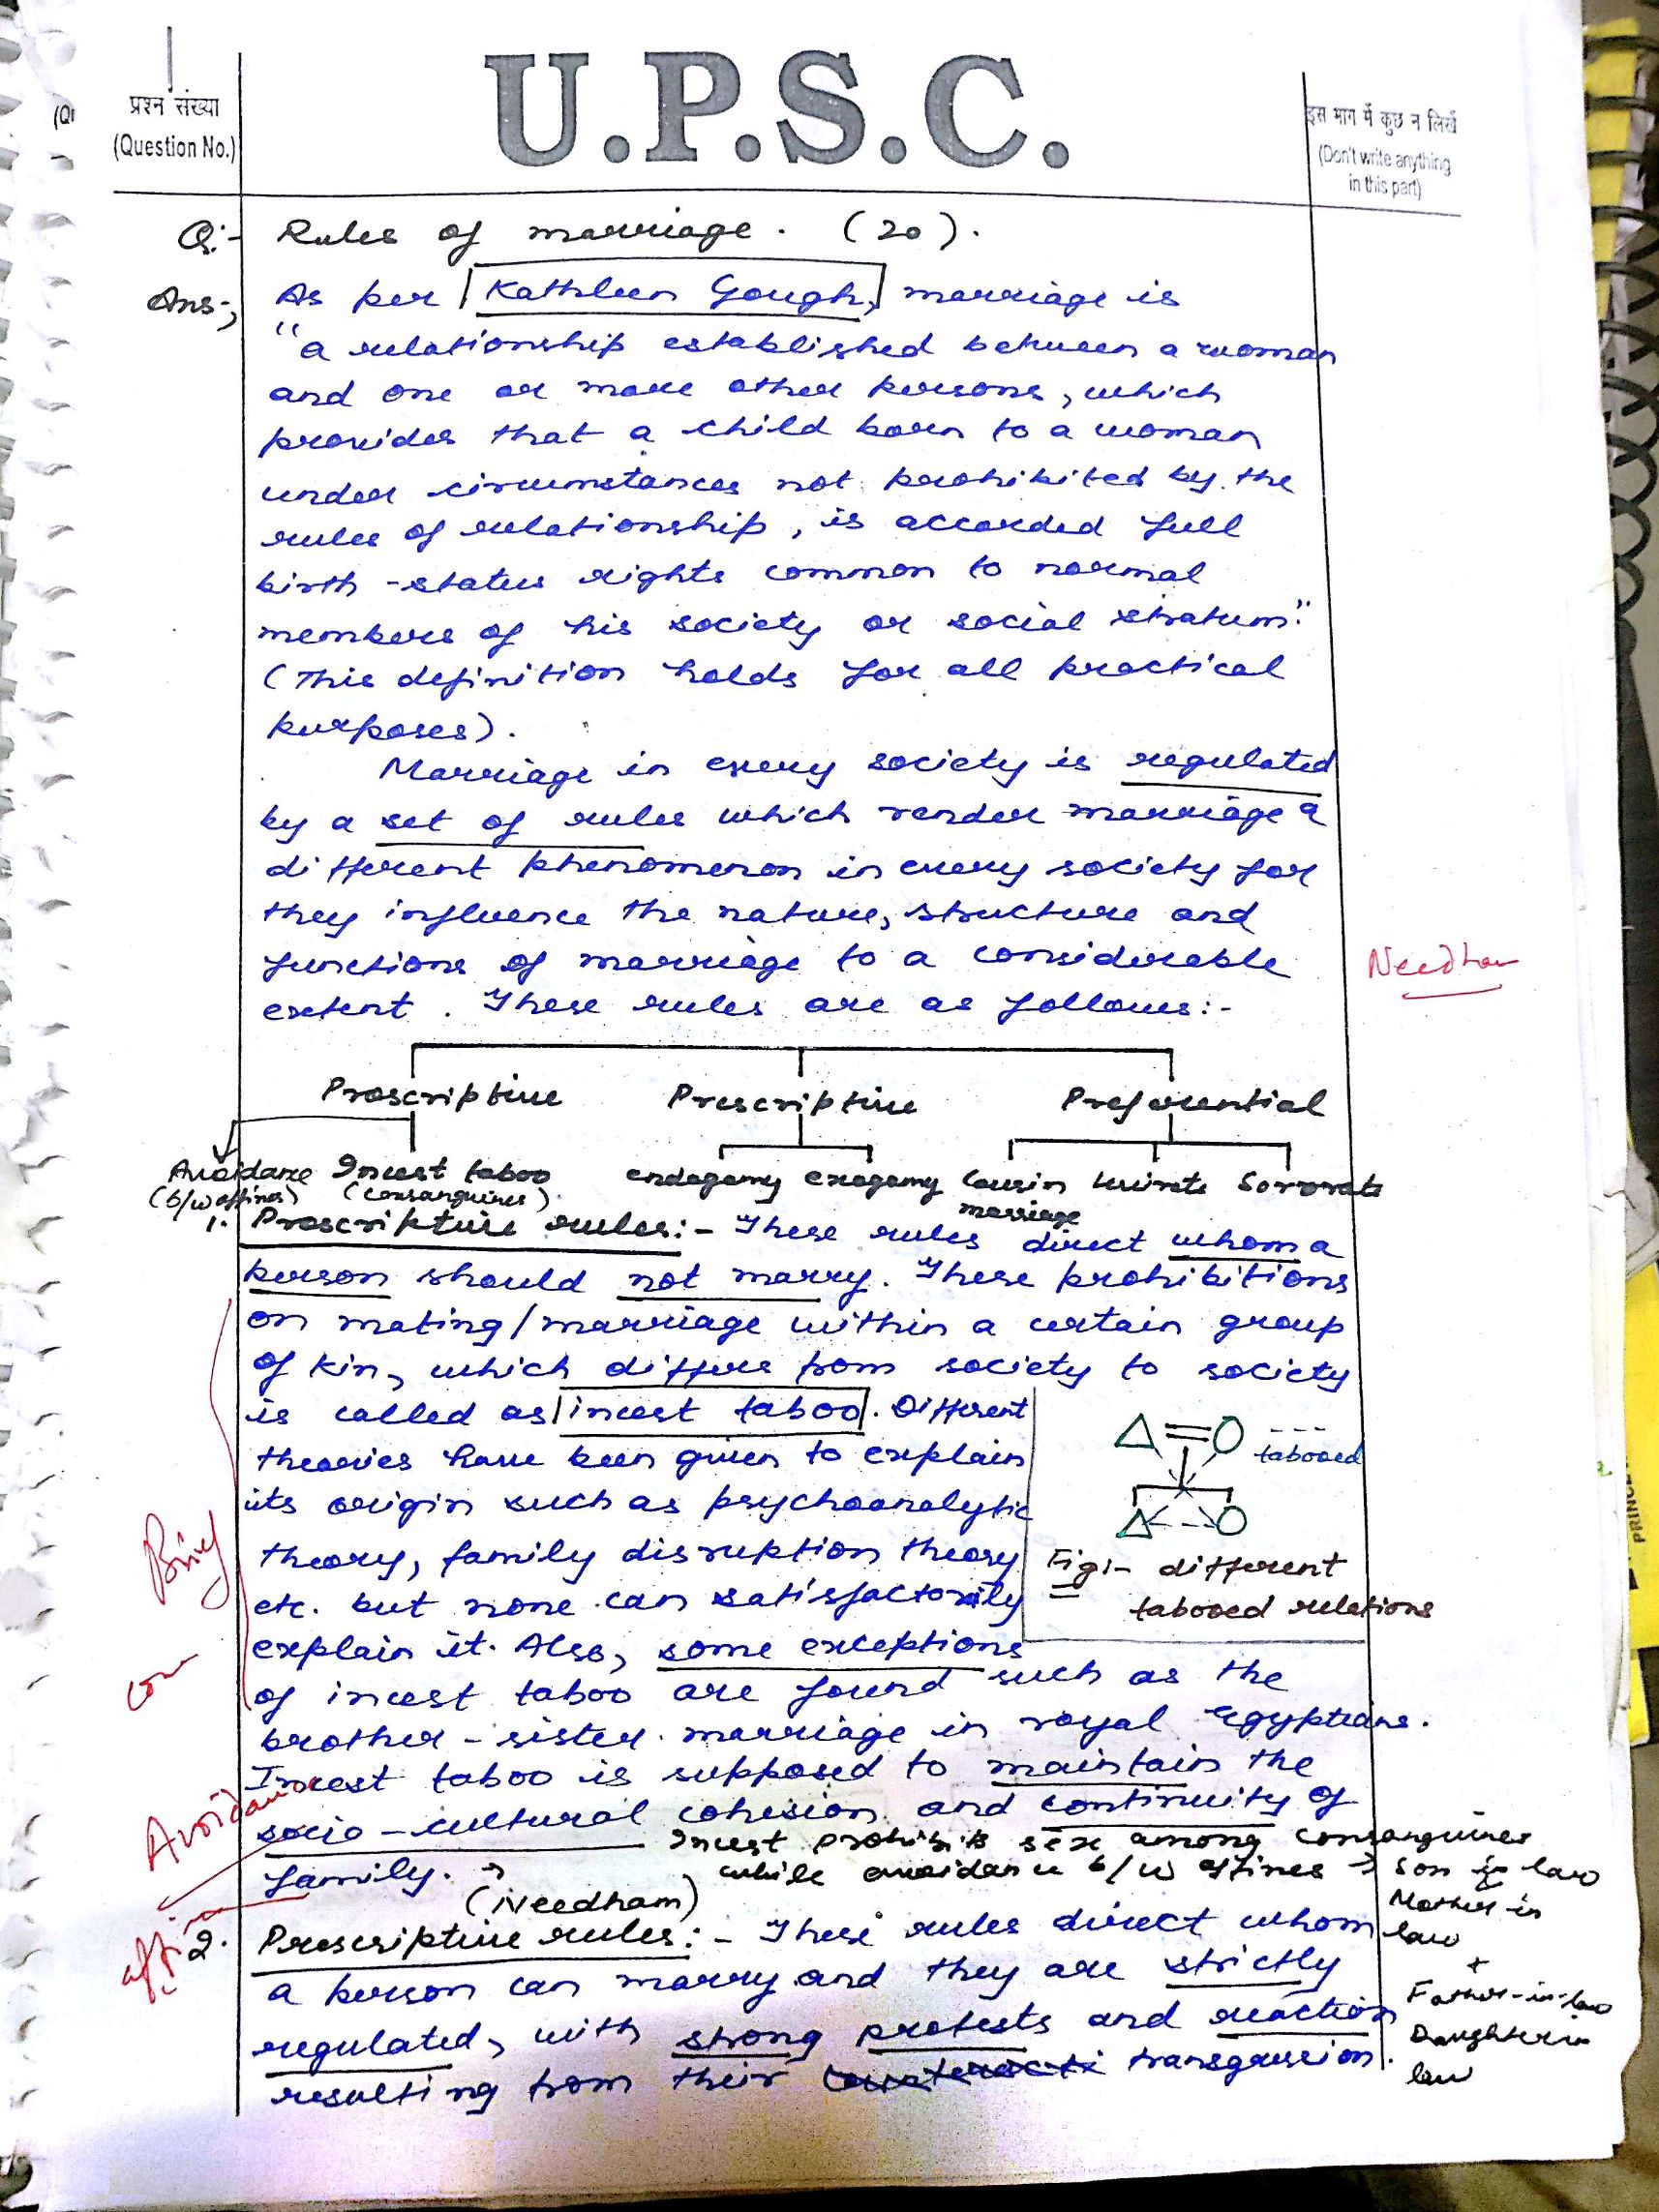 1
प्रश्न संख्या
(Question No.)
U.P.S.C.
इस भाग में कुछ न लिखें
(Don't write anything
in this part)
Q:- Rules of marriage. (20).
Ans:- As per Kathleen Gough, marriage is
"a relationship established between a woman
and one or more other persons, which
provides that a child born to a woman
under circumstances not prohibited by the
rules of relationship, is accorded full
birth-status rights common to normal
members of his society or social stratum."
(This definition holds for all practical
purposes).
Marriage in every society is regulated
by a set of rules which render marriage a
different phenomenon in every society for
they influence the nature, structure and
functions of marriage to a considerable
extent. These rules are as follows:-
Needham
Proscriptive Prescriptive Preferential
Avoidance Incest taboo endogamy exogamy Cousin marriage Levirate Sororate
(b/w affines) (consanguines)
1. Proscriptive rules:- These rules direct whom a
person should not marry. These prohibitions
on mating/marriage within a certain group
of kin, which differs from society to society
is called as incest taboo. Different
theories have been given to explain
its origin such as psychoanalytic
theory, family disruption theory
etc. but none can satisfactorily
explain it. Also, some exceptions
of incest taboo are found such as the
brother-sister marriage in royal Egyptians.
Incest taboo is supposed to maintain the
socio-cultural cohesion and continuity of
family.
tabooed
Fig:- different
tabooed relations
Brief
Avoidance
Incest prohibits sex among consanguines
while avoidance b/w affines → Son in law
Mother-in
law
+
Father-in-law
Daughter in
law
(Needham)
2. Prescriptive rules:- These rules direct whom
a person can marry and they are strictly
regulated, with strong protests and reaction
resulting from their transgression.